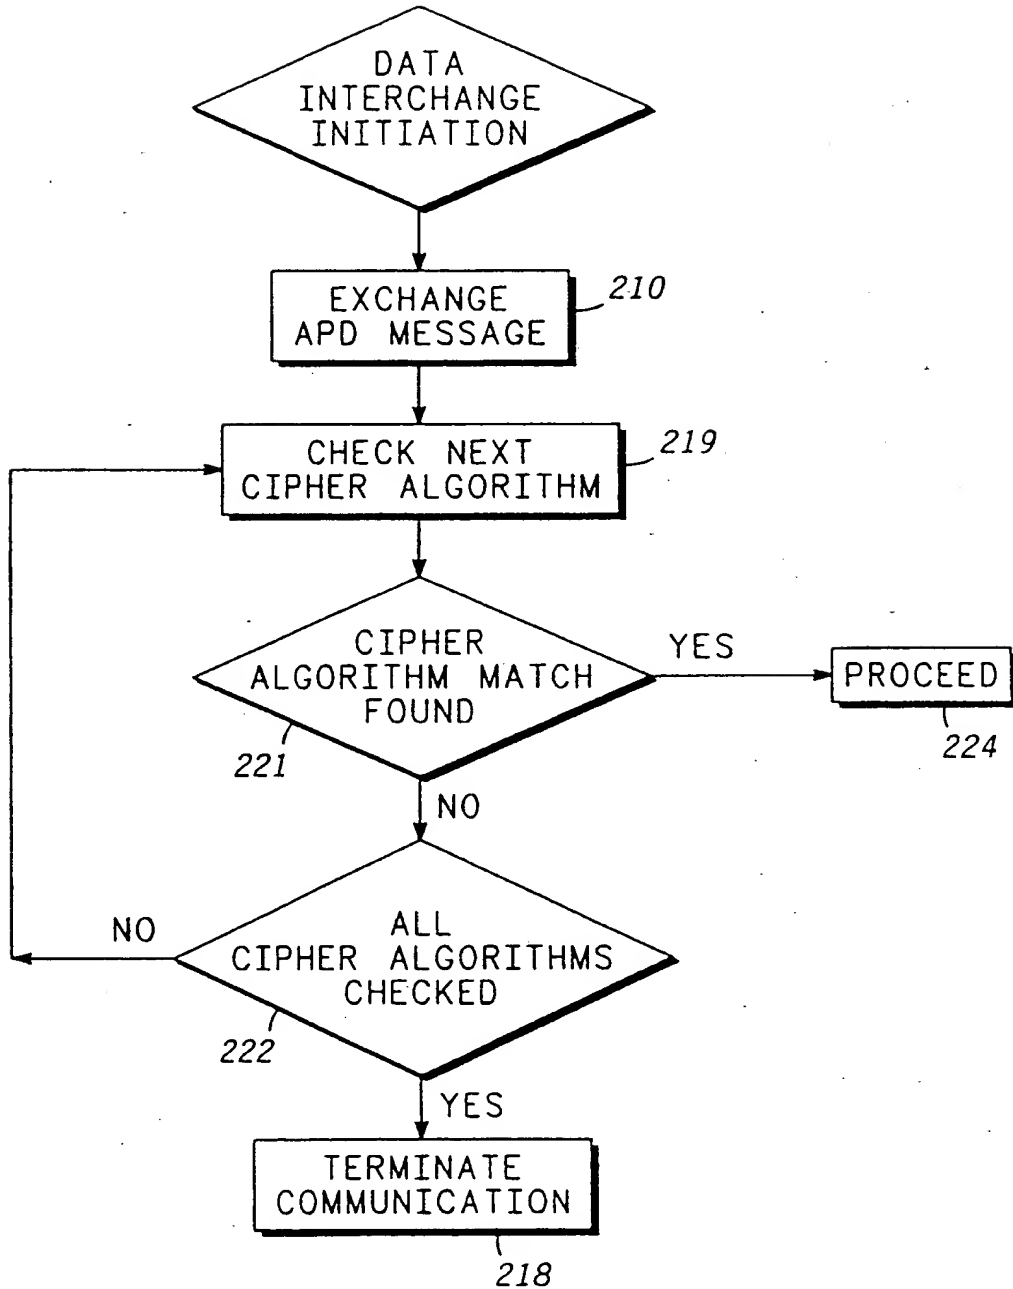 DATA
INTERCHANGE
INITIATION
EXCHANGE
APD MESSAGE
210
CHECK NEXT
CIPHER ALGORITHM
219
CIPHER
ALGORITHM MATCH
FOUND
221
YES
PROCEED
224
NO
ALL
CIPHER ALGORITHMS
CHECKED
222
NO
YES
TERMINATE
COMMUNICATION
218